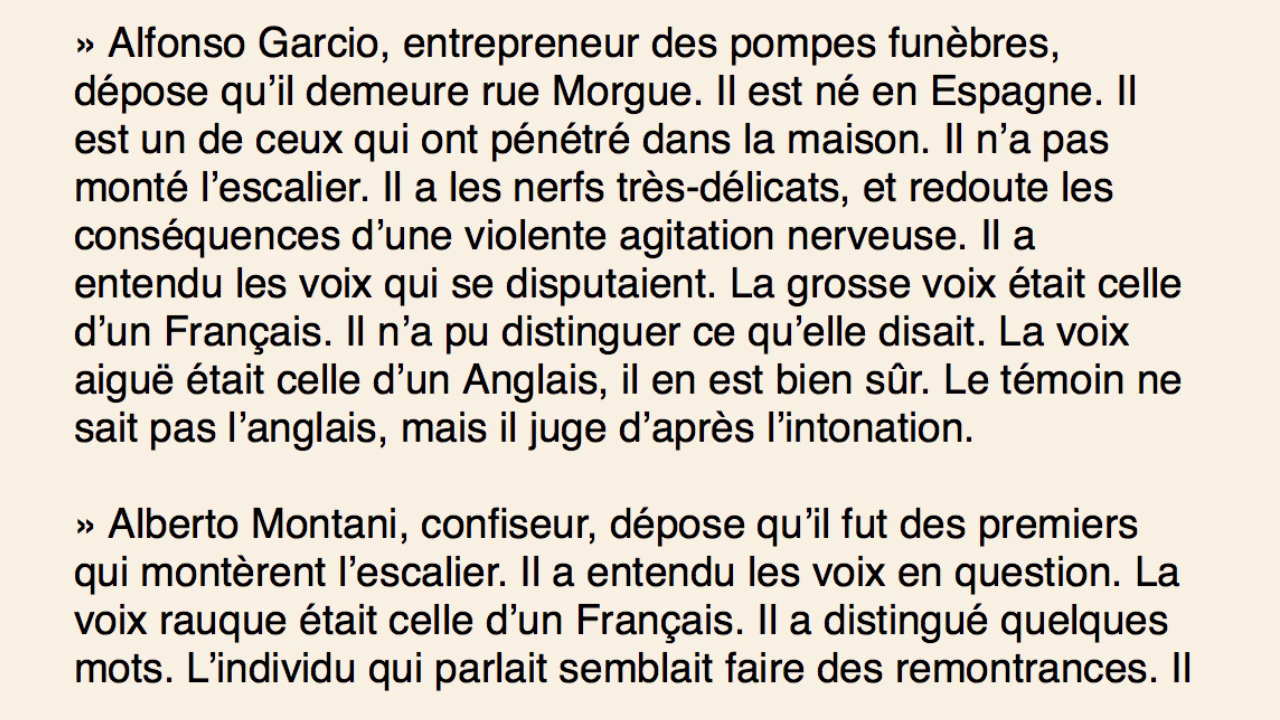 » Alfonso Garcio, entrepreneur des pompes funèbres,
dépose qu’il demeure rue Morgue. Il est né en Espagne. Il
est un de ceux qui ont pénétré dans la maison. Il n’a pas
monté l’escalier. Il a les nerfs très-délicats, et redoute les
conséquences d’une violente agitation nerveuse. Il a
entendu les voix qui se disputaient. La grosse voix était celle
d’un Français. Il n’a pu distinguer ce qu’elle disait. La voix
aiguë était celle d’un Anglais, il en est bien sûr. Le témoin ne
sait pas l’anglais, mais il juge d’après l’intonation.
» Alberto Montani, confiseur, dépose qu’il fut des premiers
qui montèrent l’escalier. Il a entendu les voix en question. La
voix rauque était celle d’un Français. Il a distingué quelques
mots. L’individu qui parlait semblait faire des remontrances. Il